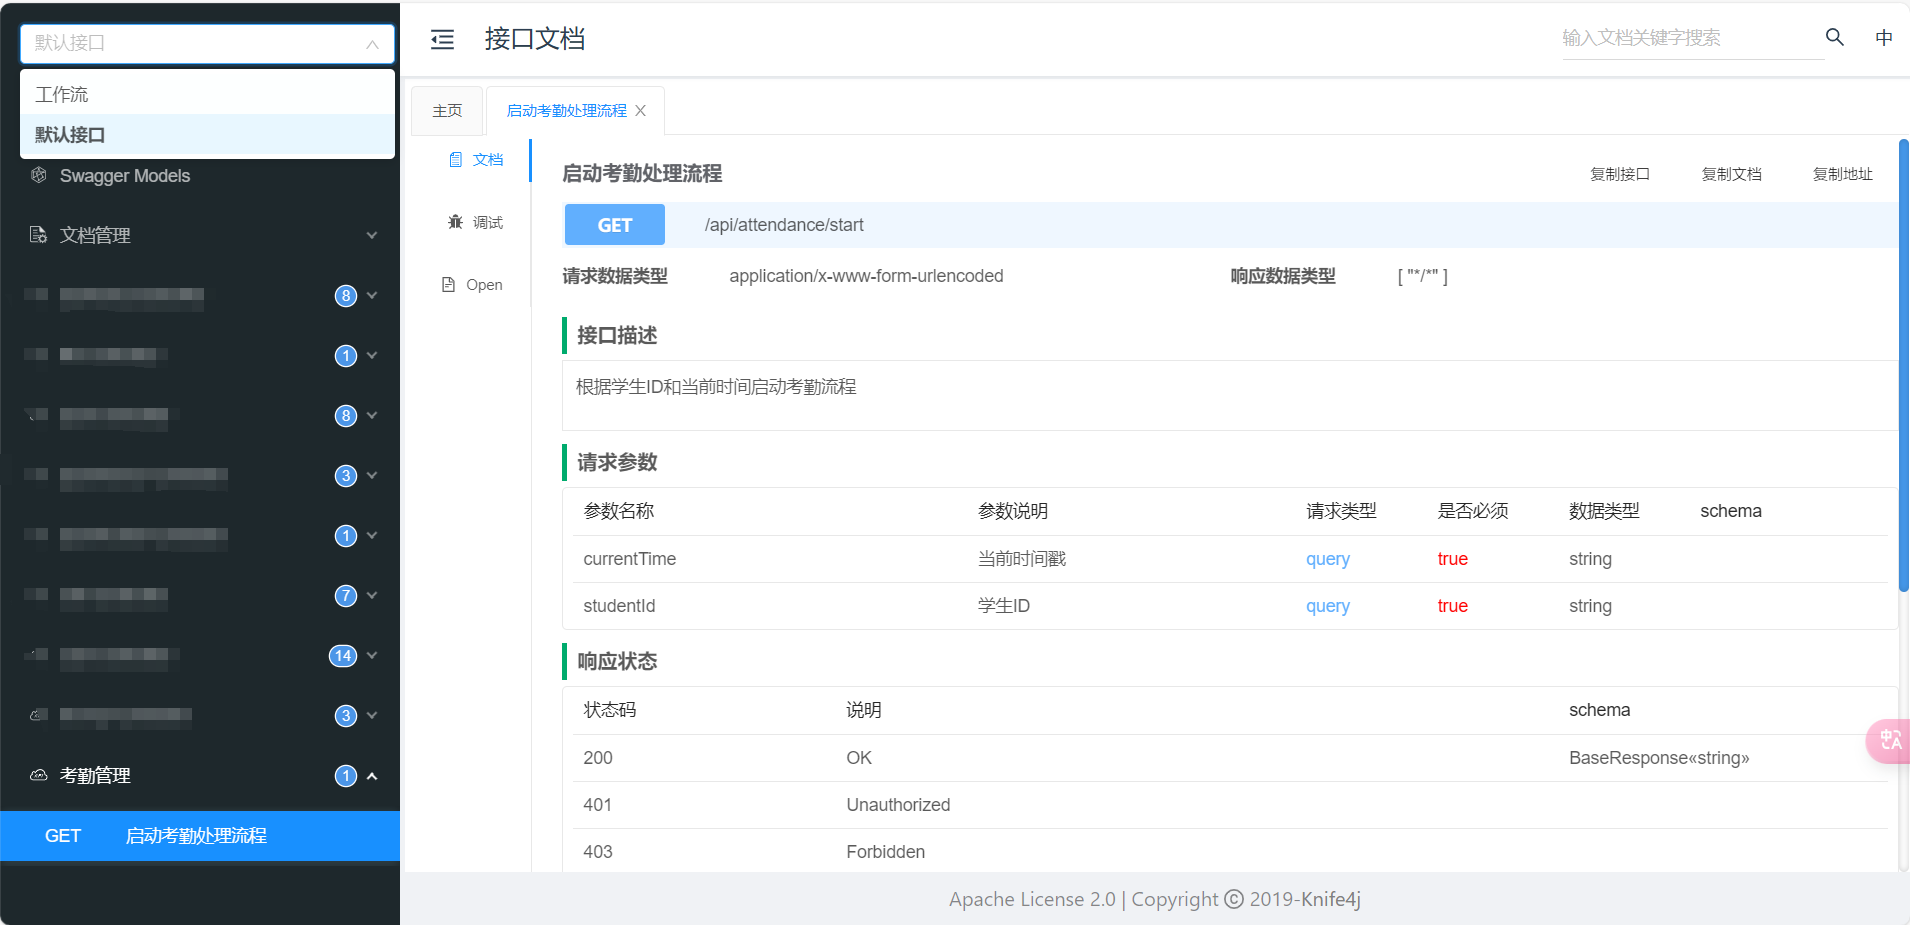 默认接口
工作流
默认接口
Swagger Models
文档管理
8
1
8
3
1
7
14
3
考勤管理 1
GET 启动考勤处理流程
接口文档
输入文档关键字搜索
中
主页 启动考勤处理流程
文档
调试
Open
启动考勤处理流程 复制接口 复制文档 复制地址
GET /api/attendance/start
请求数据类型 application/x-www-form-urlencoded 响应数据类型 [ "*/*" ]
接口描述
根据学生ID和当前时间启动考勤流程
请求参数
参数名称 参数说明 请求类型 是否必须 数据类型 schema
currentTime 当前时间戳 query true string
studentId 学生ID query true string
响应状态
状态码 说明 schema
200 OK BaseResponse«string»
401 Unauthorized
403 Forbidden
中A
Apache License 2.0 | Copyright © 2019-Knife4j